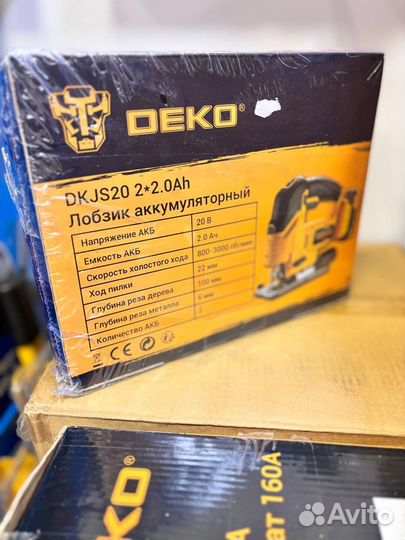 DEKO®
DKJS20 2*2.0Ah
Лобзик аккумуляторный
Напряжение АКБ 20 В
Емкость АКБ 2.0 Ач
Скорость холостого хода 800-3000 об/мин
Ход пилки 22 мм
Глубина реза дерева 100 мм
Глубина реза металла 6 мм
Количество АКБ 2
CE
DEKO®
ат 160А
А
Avito